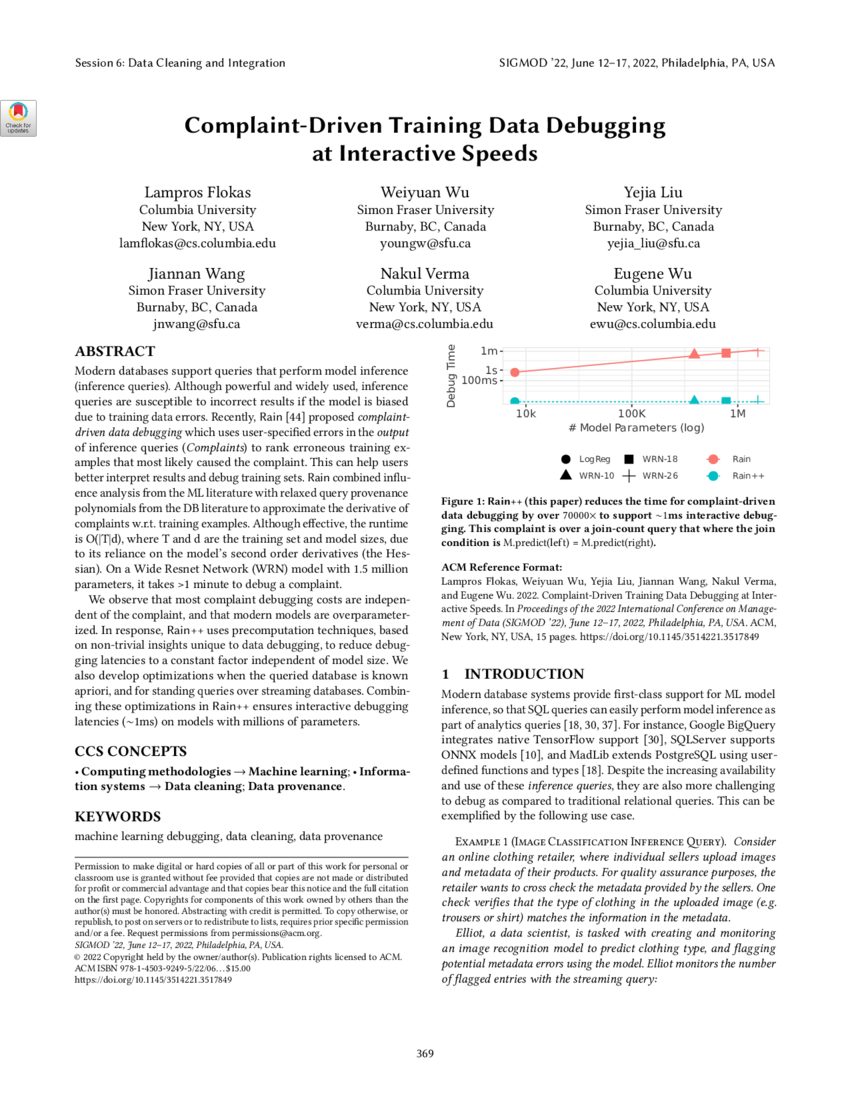 Session 6: Data Cleaning and Integration
SIGMOD ’22, June 12–17, 2022, Philadelphia, PA, USA
Check for
updates
Complaint-Driven Training Data Debugging
at Interactive Speeds
Lampros Flokas
Columbia University
New York, NY, USA
lamflokas@cs.columbia.edu
Weiyuan Wu
Simon Fraser University
Burnaby, BC, Canada
youngw@sfu.ca
Yejia Liu
Simon Fraser University
Burnaby, BC, Canada
yejia_liu@sfu.ca
Jiannan Wang
Simon Fraser University
Burnaby, BC, Canada
jnwang@sfu.ca
Nakul Verma
Columbia University
New York, NY, USA
verma@cs.columbia.edu
Eugene Wu
Columbia University
New York, NY, USA
ewu@cs.columbia.edu
ABSTRACT
Modern databases support queries that perform model inference
(inference queries). Although powerful and widely used, inference
queries are susceptible to incorrect results if the model is biased
due to training data errors. Recently, Rain [44] proposed complaint-
driven data debugging which uses user-specified errors in the output
of inference queries (Complaints) to rank erroneous training ex-
amples that most likely caused the complaint. This can help users
better interpret results and debug training sets. Rain combined influ-
ence analysis from the ML literature with relaxed query provenance
polynomials from the DB literature to approximate the derivative of
complaints w.r.t. training examples. Although effective, the runtime
is O(|T|d), where T and d are the training set and model sizes, due
to its reliance on the model’s second order derivatives (the Hes-
sian). On a Wide Resnet Network (WRN) model with 1.5 million
parameters, it takes >1 minute to debug a complaint.
We observe that most complaint debugging costs are indepen-
dent of the complaint, and that modern models are overparameter-
ized. In response, Rain++ uses precomputation techniques, based
on non-trivial insights unique to data debugging, to reduce debug-
ging latencies to a constant factor independent of model size. We
also develop optimizations when the queried database is known
apriori, and for standing queries over streaming databases. Combin-
ing these optimizations in Rain++ ensures interactive debugging
latencies (∼1ms) on models with millions of parameters.
CCS CONCEPTS
• Computing methodologies → Machine learning; • Informa-
tion systems → Data cleaning; Data provenance.
KEYWORDS
machine learning debugging, data cleaning, data provenance
Permission to make digital or hard copies of all or part of this work for personal or
classroom use is granted without fee provided that copies are not made or distributed
for profit or commercial advantage and that copies bear this notice and the full citation
on the first page. Copyrights for components of this work owned by others than the
author(s) must be honored. Abstracting with credit is permitted. To copy otherwise, or
republish, to post on servers or to redistribute to lists, requires prior specific permission
and/or a fee. Request permissions from permissions@acm.org.
SIGMOD ’22, June 12–17, 2022, Philadelphia, PA, USA.
© 2022 Copyright held by the owner/author(s). Publication rights licensed to ACM.
ACM ISBN 978-1-4503-9249-5/22/06...$15.00
https://doi.org/10.1145/3514221.3517849
Debug Time
1m
1s
100ms
10k 100K 1M
# Model Parameters (log)
LogReg WRN-18 Rain
WRN-10 WRN-26 Rain++
Figure 1: Rain++ (this paper) reduces the time for complaint-driven
data debugging by over 70000× to support ∼1ms interactive debug-
ging. This complaint is over a join-count query that where the join
condition is M.predict(left) = M.predict(right).
ACM Reference Format:
Lampros Flokas, Weiyuan Wu, Yejia Liu, Jiannan Wang, Nakul Verma,
and Eugene Wu. 2022. Complaint-Driven Training Data Debugging at Inter-
active Speeds. In Proceedings of the 2022 International Conference on Manage-
ment of Data (SIGMOD ’22), June 12–17, 2022, Philadelphia, PA, USA. ACM,
New York, NY, USA, 15 pages. https://doi.org/10.1145/3514221.3517849
1 INTRODUCTION
Modern database systems provide first-class support for ML model
inference, so that SQL queries can easily perform model inference as
part of analytics queries [18, 30, 37]. For instance, Google BigQuery
integrates native TensorFlow support [30], SQLServer supports
ONNX models [10], and MadLib extends PostgreSQL using user-
defined functions and types [18]. Despite the increasing availability
and use of these inference queries, they are also more challenging
to debug as compared to traditional relational queries. This can be
exemplified by the following use case.
Example 1 (Image Classification Inference Query). Consider
an online clothing retailer, where individual sellers upload images
and metadata of their products. For quality assurance purposes, the
retailer wants to cross check the metadata provided by the sellers. One
check verifies that the type of clothing in the uploaded image (e.g.
trousers or shirt) matches the information in the metadata.
Elliot, a data scientist, is tasked with creating and monitoring
an image recognition model to predict clothing type, and flagging
potential metadata errors using the model. Elliot monitors the number
of flagged entries with the streaming query:
369